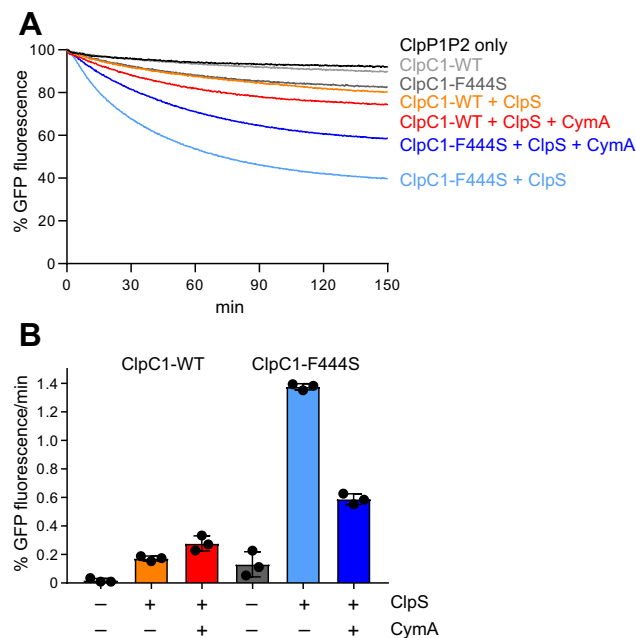 A
100
80
60
40
20
0
% GFP fluorescence
0 30 60 90 120 150
min
ClpP1P2 only
ClpC1-WT
ClpC1-F444S
ClpC1-WT + ClpS
ClpC1-WT + ClpS + CymA
ClpC1-F444S + ClpS + CymA
ClpC1-F444S + ClpS
B
ClpC1-WT ClpC1-F444S
1.4
1.2
1.0
0.8
0.6
0.4
0.2
0
% GFP fluorescence/min
– + + – + + ClpS
– – + – – + CymA